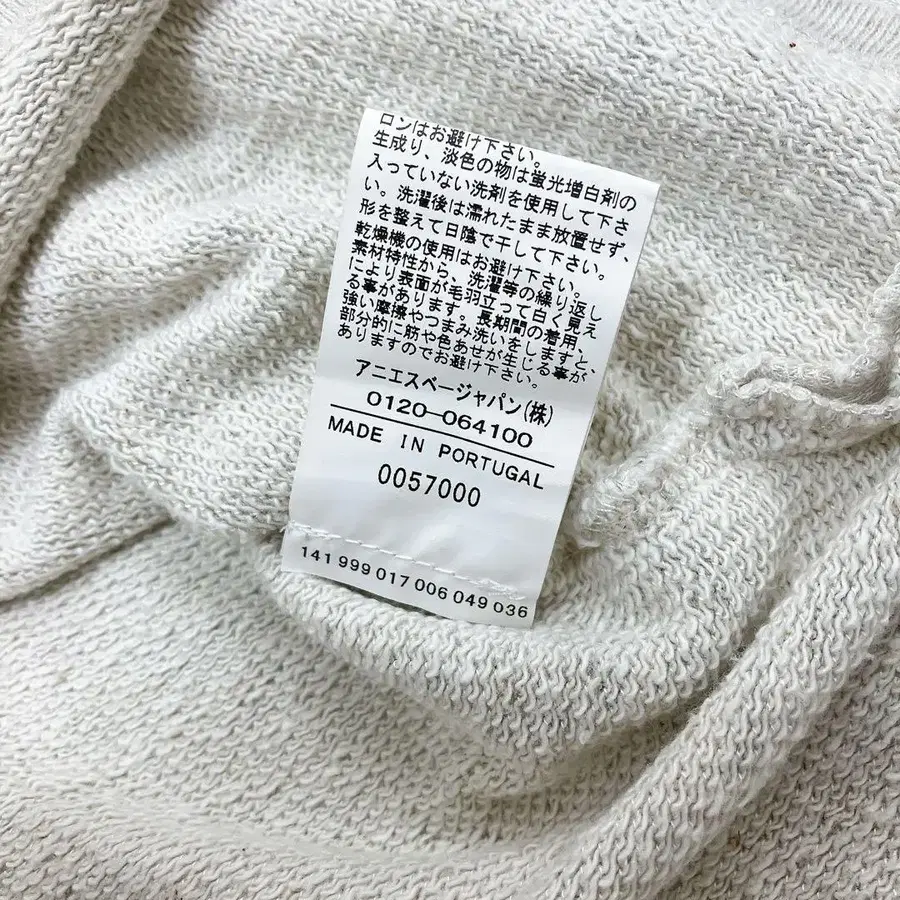 ロンはお避け下さい。
生成り、淡色の物は蛍光増白剤の
入っていない洗剤を使用して下さ
い。洗濯後は濡れたまま放置せず、
形を整えて日陰で干して下さい。
乾燥機の使用はお避け下さい。
素材特性から、洗濯等の繰り返し
により表面が毛羽立って白く見え
る事があります。長期間の着用、
強い摩擦やつまみ洗いをしますと、
部分的に筋や色あせが生じる事が
ありますのでお避け下さい。
アニエスベージャパン(株)
0120-064100
MADE IN PORTUGAL
0057000
141 999 017 006 049 036